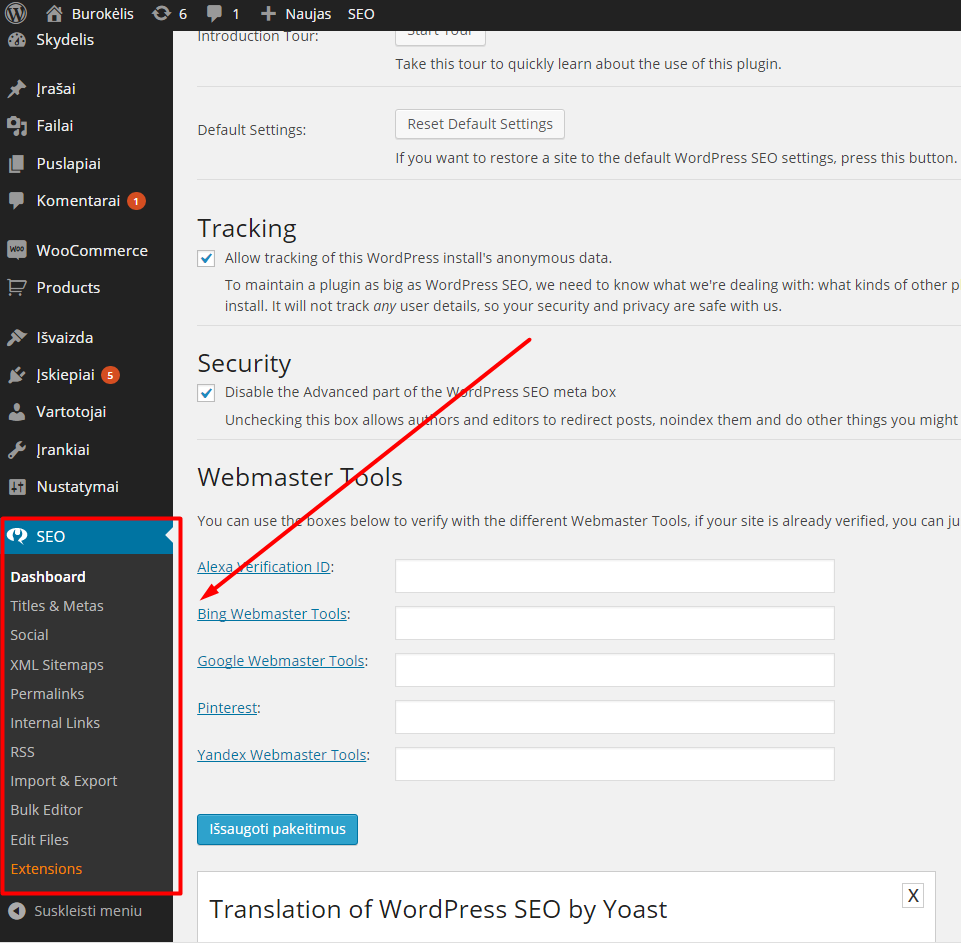 Burokėlis 6 1 Naujas SEO
Skydelis
Įrašai
Failai
Puslapiai
Komentarai 1
WooCommerce
Products
Išvaizda
Įskiepiai 5
Vartotojai
Įrankiai
Nustatymai
SEO
Dashboard
Titles & Metas
Social
XML Sitemaps
Permalinks
Internal Links
RSS
Import & Export
Bulk Editor
Edit Files
Extensions
Suskleisti meniu
Introduction Tour: Start Tour
Take this tour to quickly learn about the use of this plugin.
Default Settings: Reset Default Settings
If you want to restore a site to the default WordPress SEO settings, press this button.
Tracking
Allow tracking of this WordPress install's anonymous data.
To maintain a plugin as big as WordPress SEO, we need to know what we're dealing with: what kinds of other p
install. It will not track any user details, so your security and privacy are safe with us.
Security
Disable the Advanced part of the WordPress SEO meta box
Unchecking this box allows authors and editors to redirect posts, noindex them and do other things you might
Webmaster Tools
You can use the boxes below to verify with the different Webmaster Tools, if your site is already verified, you can ju
Alexa Verification ID:
Bing Webmaster Tools:
Google Webmaster Tools:
Pinterest:
Yandex Webmaster Tools:
Išsaugoti pakeitimus
Translation of WordPress SEO by Yoast X